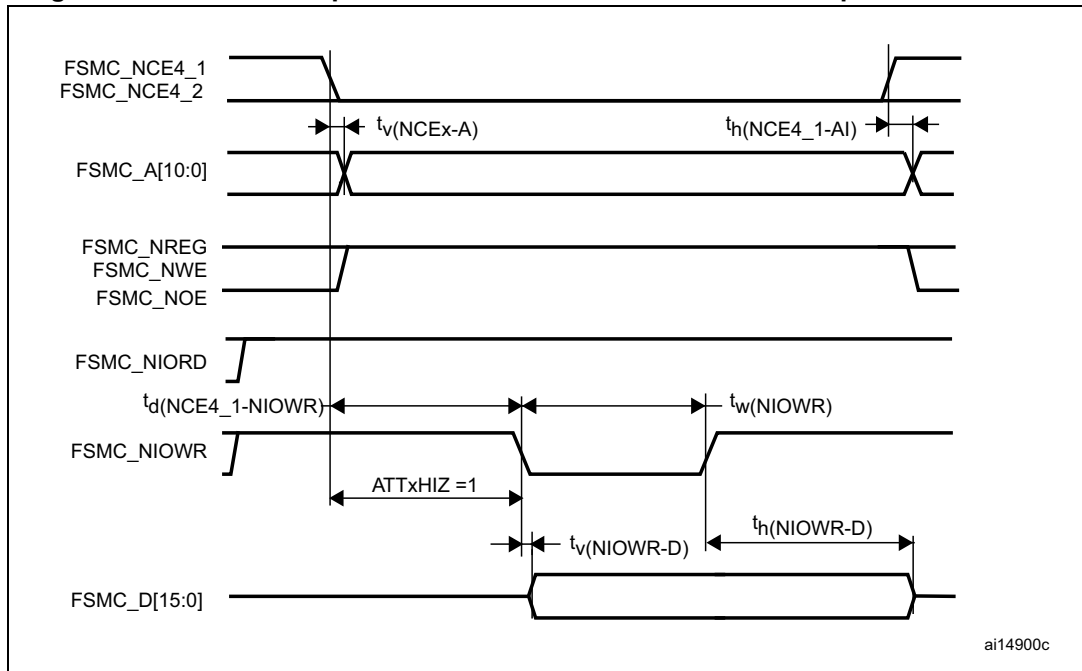 FSMC_NCE4_1
FSMC_NCE4_2
tv(NCEx-A)
th(NCE4_1-AI)
FSMC_A[10:0]
FSMC_NREG
FSMC_NWE
FSMC_NOE
FSMC_NIORD
td(NCE4_1-NIOWR)
tw(NIOWR)
FSMC_NIOWR
ATTxHIZ =1
tv(NIOWR-D)
th(NIOWR-D)
FSMC_D[15:0]
ai14900c